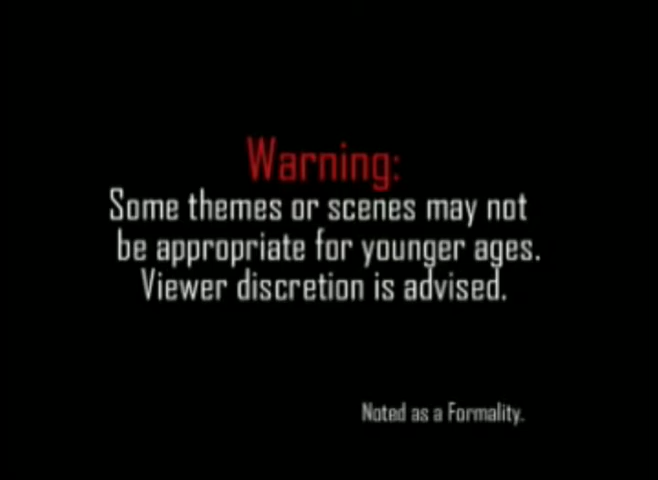 Warning:
Some themes or scenes may not
be appropriate for younger ages.
Viewer discretion is advised.
Noted as a Formality.